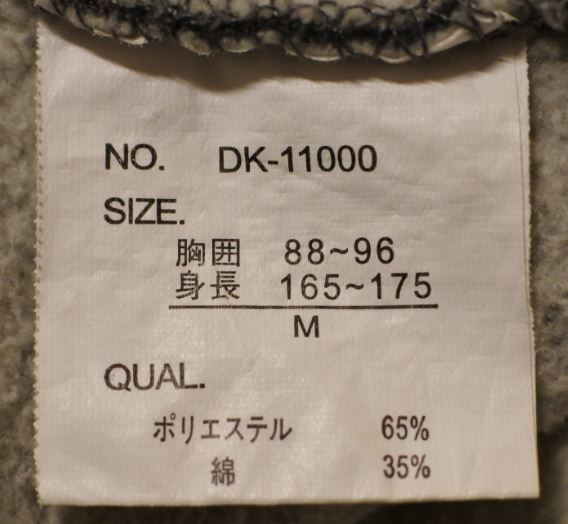 NO. DK-11000
SIZE.
胸囲 88~96
身長 165~175
M
QUAL.
ポリエステル 65%
綿 35%